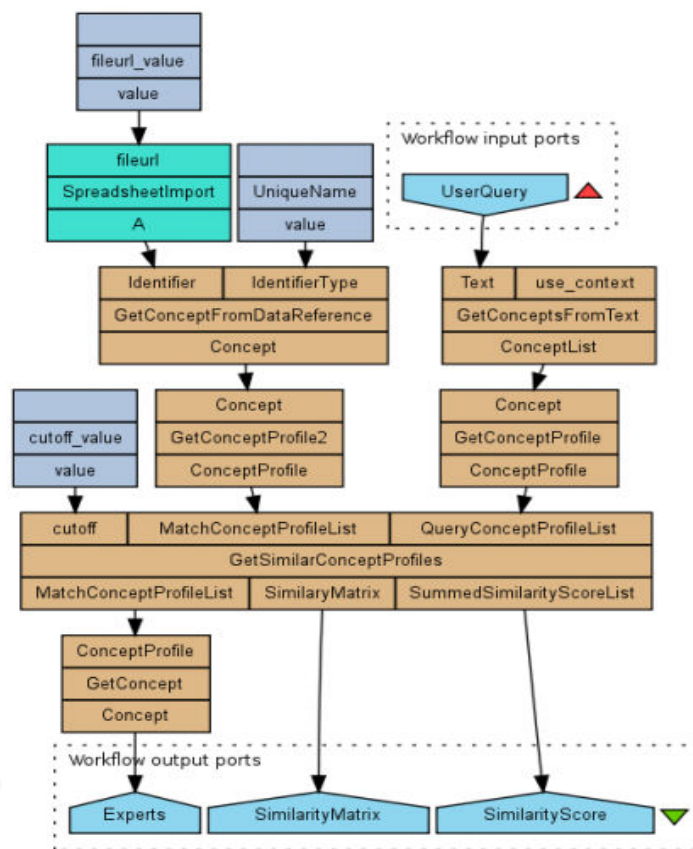 fileurl_value
value
Workflow input ports
fileurl
SpreadsheetImport
A
UniqueName
value
UserQuery
Identifier IdentifierType
GetConceptFromDataReference
Concept
Text use_context
GetConceptsFromText
ConceptList
cutoff_value
value
Concept
GetConceptProfile2
ConceptProfile
Concept
GetConceptProfile
ConceptProfile
cutoff MatchConceptProfileList QueryConceptProfileList
GetSimilarConceptProfiles
MatchConceptProfileList SimilaryMatrix SummedSimilarityScoreList
ConceptProfile
GetConcept
Concept
Workflow output ports
Experts SimilarityMatrix SimilarityScore